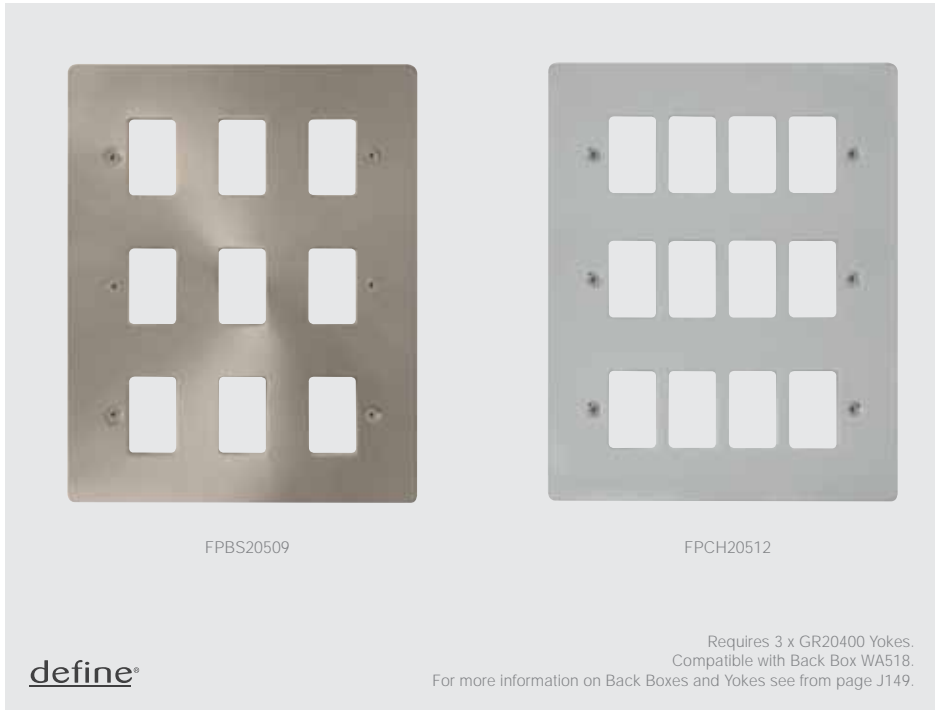 FPBS20509
FPCH20512
Requires 3 x GR20400 Yokes.
Compatible with Back Box WA518.
For more information on Back Boxes and Yokes see from page J149.
define®